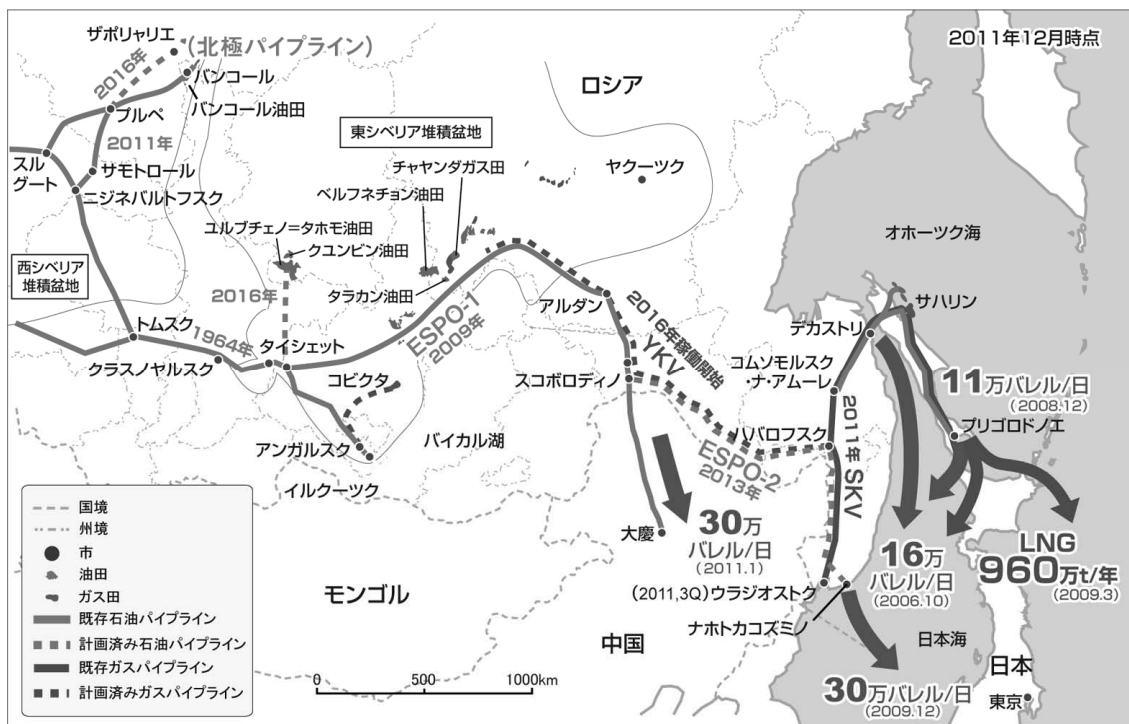 2011年12月時点
ザポリャリエ
(北極パイプライン)
2016年
バンコール
バンコール油田
プルペ
2011年
スル
グート
サモトロール
ニジネバルトフスク
ロシア
東シベリア堆積盆地
チャヤンダガス田
ベルフネチョン油田
ヤクーツク
ユルブチェノ=タホモ油田
クユンビン油田
オホーツク海
西シベリア
堆積盆地
タラカン油田
2016年
アルダン
サハリン
デカストリ
トムスク
1964年
タイシェット
ESPO-1
2009年
2016年稼働開始
YKV
クラスノヤルスク
コビクタ
スコボロディノ
コムソモルスク
・ナ・アムーレ
11万バレル/日
(2008.12)
プリゴロドノエ
アンガルスク
バイカル湖
イルクーツク
ハバロフスク
ESPO-2
2013年
2011年 SKV
国境
州境
市
油田
ガス田
既存石油パイプライン
計画済み石油パイプライン
既存ガスパイプライン
計画済みガスパイプライン
大慶
30万
バレル/日
(2011.1)
16万
バレル/日
(2006.10)
LNG
960万t/年
(2009.3)
モンゴル
(2011,3Q)ウラジオストク
ナホトカコズミノ
中国
日本海
日本
東京
30万バレル/日
(2009.12)
0
500
1000km